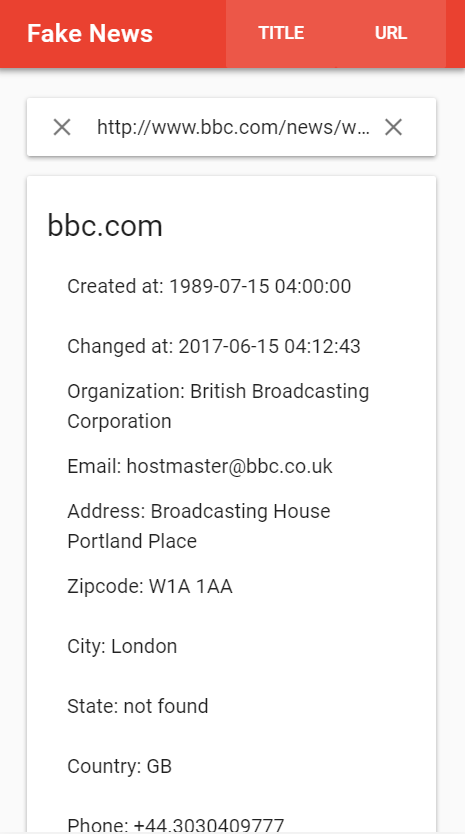 Fake News
TITLE
URL
http://www.bbc.com/news/w...
bbc.com
Created at: 1989-07-15 04:00:00
Changed at: 2017-06-15 04:12:43
Organization: British Broadcasting
Corporation
Email: hostmaster@bbc.co.uk
Address: Broadcasting House
Portland Place
Zipcode: W1A 1AA
City: London
State: not found
Country: GB
Phone: +44.3030409777